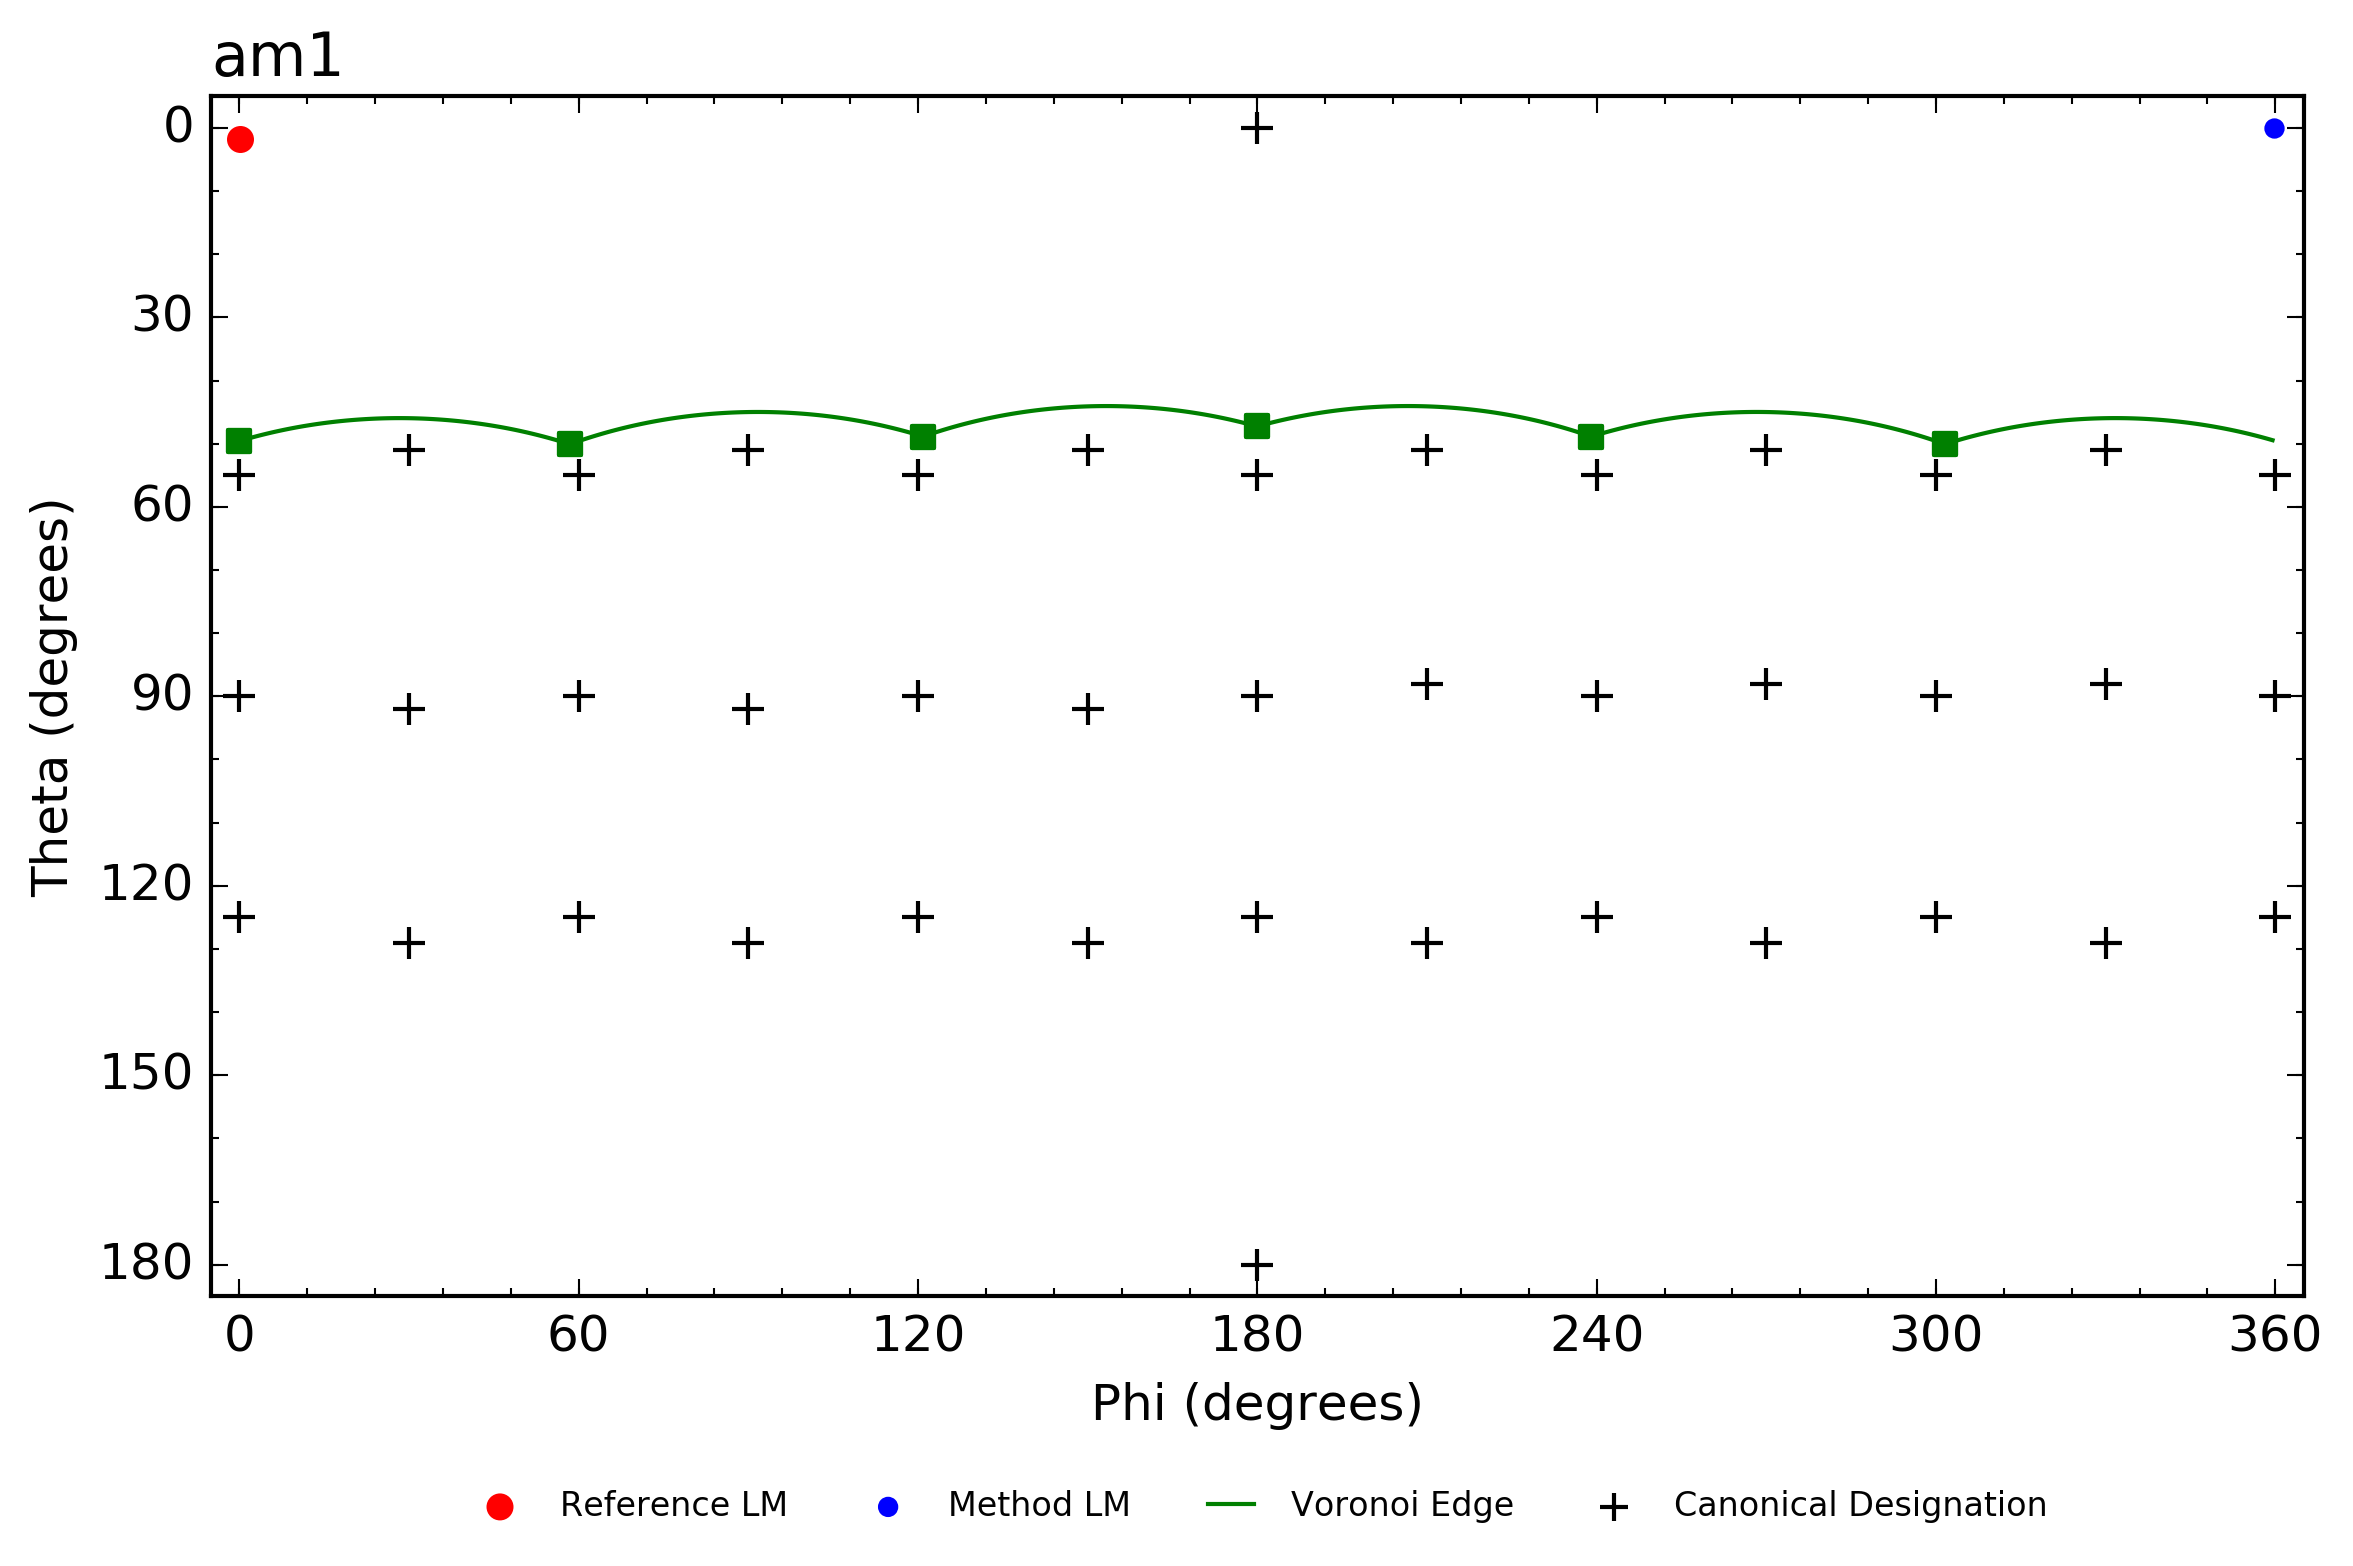 am1
0
30
60
90
120
150
180
Theta (degrees)
0 60 120 180 240 300 360
Phi (degrees)
Reference LM Method LM Voronoi Edge Canonical Designation